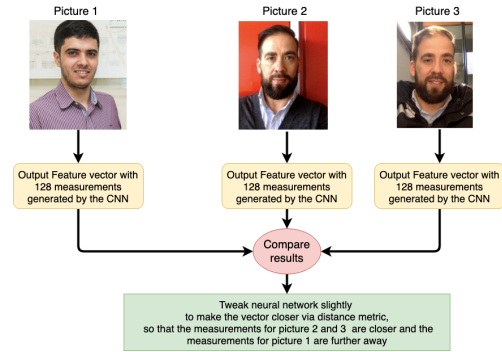 Picture 1
Picture 2
Picture 3
Output Feature vector with
128 measurements
generated by the CNN
Output Feature vector with
128 measurements
generated by the CNN
Output Feature vector with
128 measurements
generated by the CNN
Compare
results
Tweak neural network slightly
to make the vector closer via distance metric,
so that the measurements for picture 2 and 3 are closer and the
measurements for picture 1 are further away